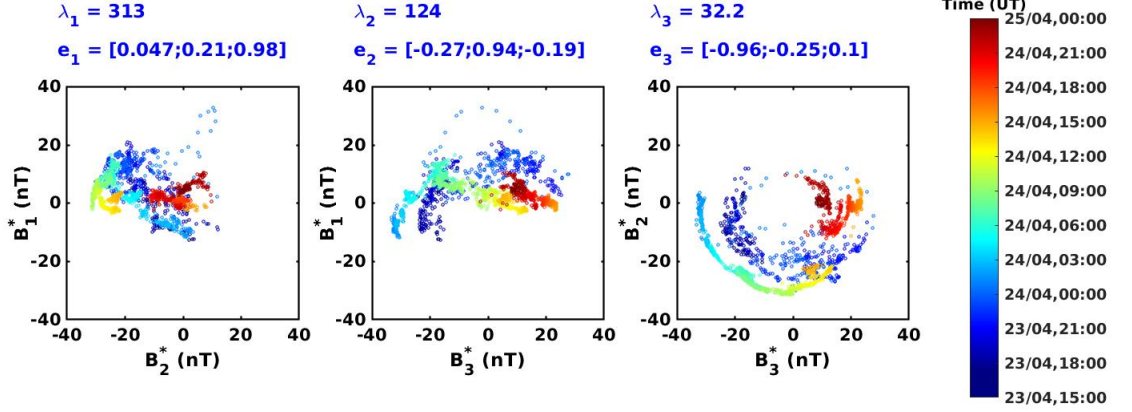 λ1 = 313
e1 = [0.047;0.21;0.98]
λ2 = 124
e2 = [-0.27;0.94;-0.19]
λ3 = 32.2
e3 = [-0.96;-0.25;0.1]
40
20
0
-20
-40
B1* (nT)
-40 -20 0 20 40
B2* (nT)
40
20
0
-20
-40
B1* (nT)
-40 -20 0 20 40
B3* (nT)
40
20
0
-20
-40
B2* (nT)
-40 -20 0 20 40
B3* (nT)
Time (UT)
25/04,00:00
24/04,21:00
24/04,18:00
24/04,15:00
24/04,12:00
24/04,09:00
24/04,06:00
24/04,03:00
24/04,00:00
23/04,21:00
23/04,18:00
23/04,15:00